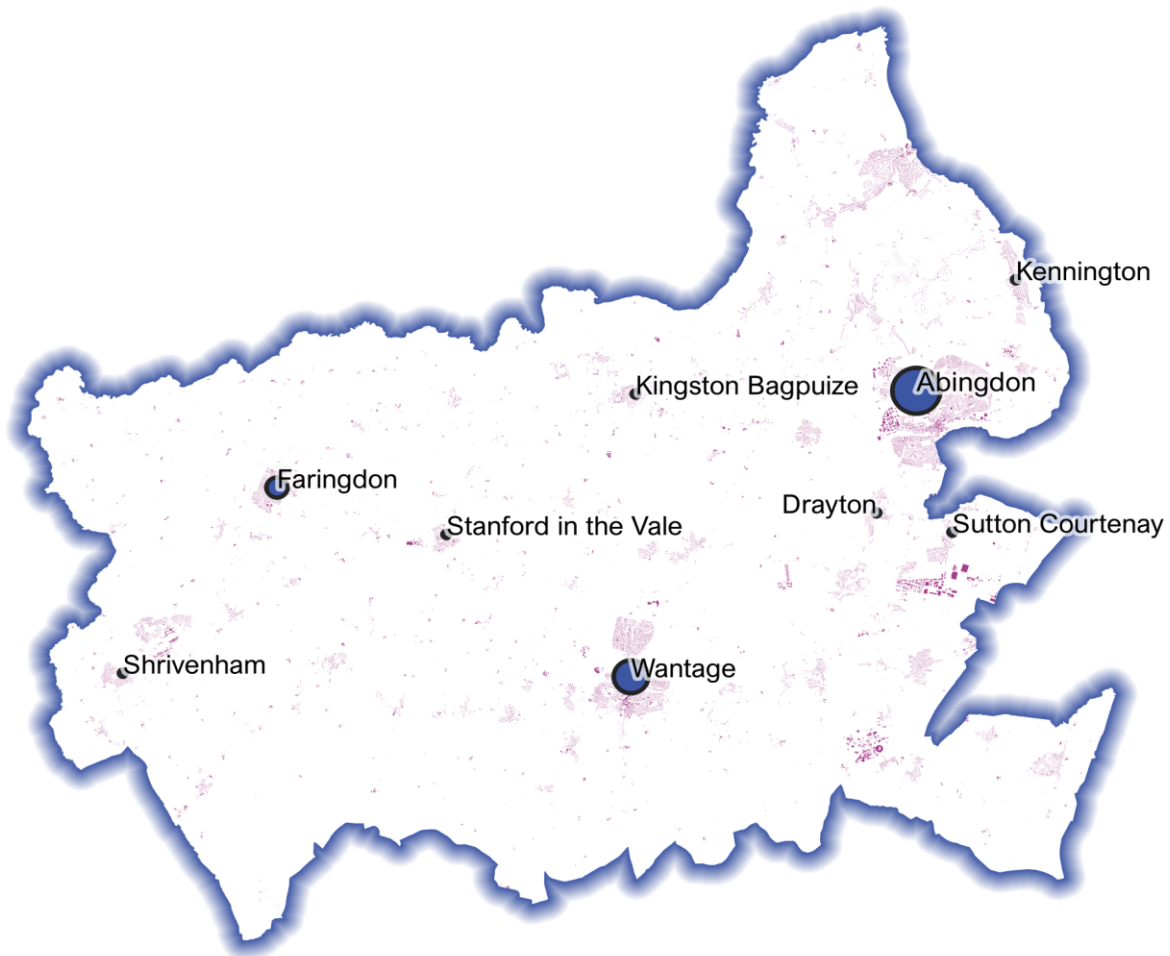 Kennington
Abingdon
Kingston Bagpuize
Faringdon
Drayton
Stanford in the Vale
Sutton Courtenay
Shrivenham
Wantage